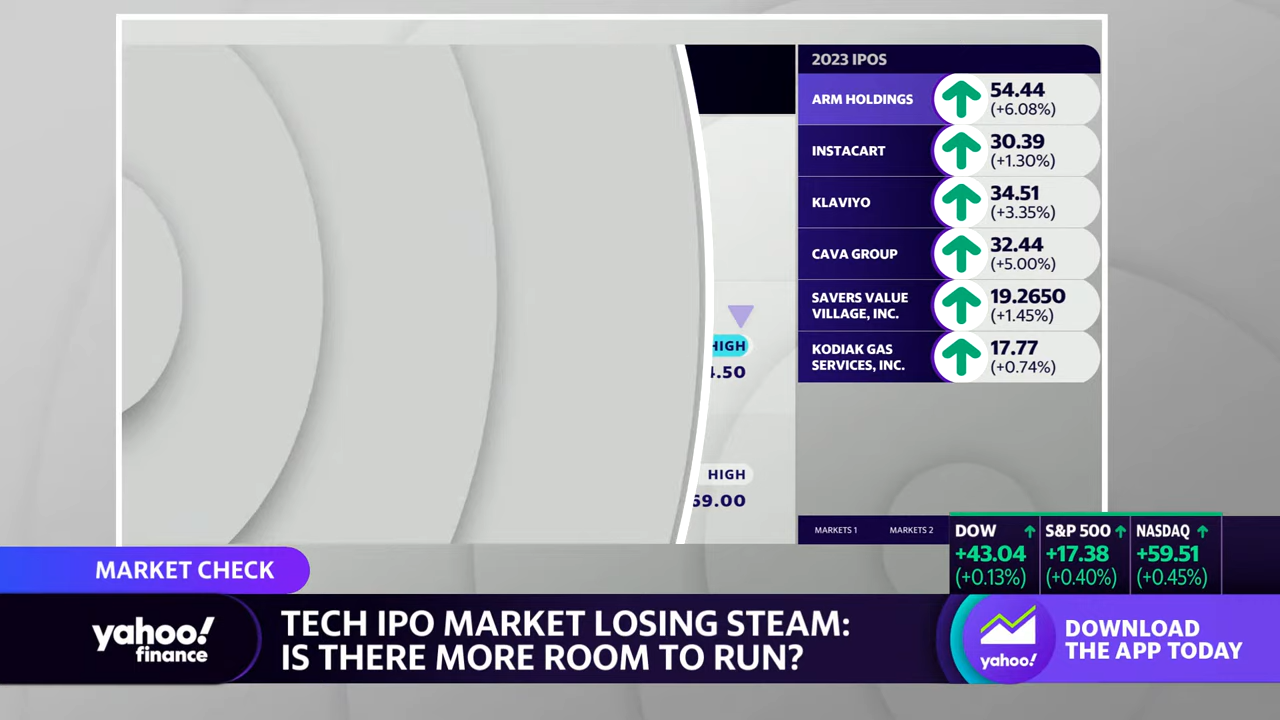 2023 IPOS
ARM HOLDINGS
54.44
(+6.08%)
INSTACART
30.39
(+1.30%)
KLAVIYO
34.51
(+3.35%)
CAVA GROUP
32.44
(+5.00%)
SAVERS VALUE
VILLAGE, INC.
19.2650
(+1.45%)
KODIAK GAS
SERVICES, INC.
17.77
(+0.74%)
HIGH
4.50
HIGH
69.00
MARKETS 1
MARKETS 2
DOW
+43.04
(+0.13%)
S&P 500
+17.38
(+0.40%)
NASDAQ
+59.51
(+0.45%)
MARKET CHECK
yahoo!
finance
TECH IPO MARKET LOSING STEAM:
IS THERE MORE ROOM TO RUN?
yahoo!
DOWNLOAD
THE APP TODAY